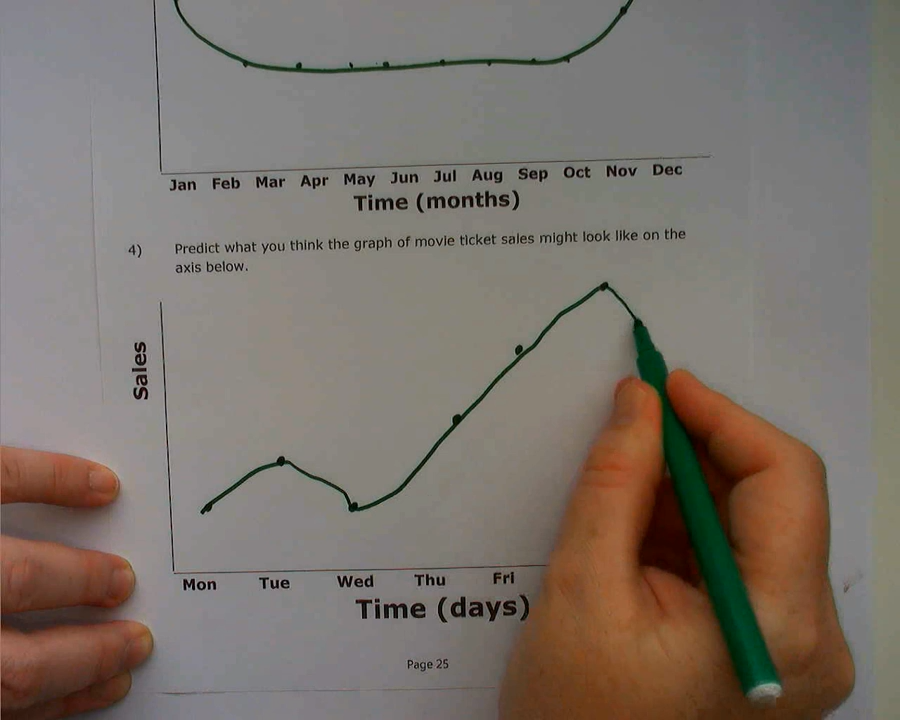 Jan Feb Mar Apr May Jun Jul Aug Sep Oct Nov Dec
Time (months)
4) Predict what you think the graph of movie ticket sales might look like on the
axis below.
Sales
Mon Tue Wed Thu Fri
Time (days)
Page 25